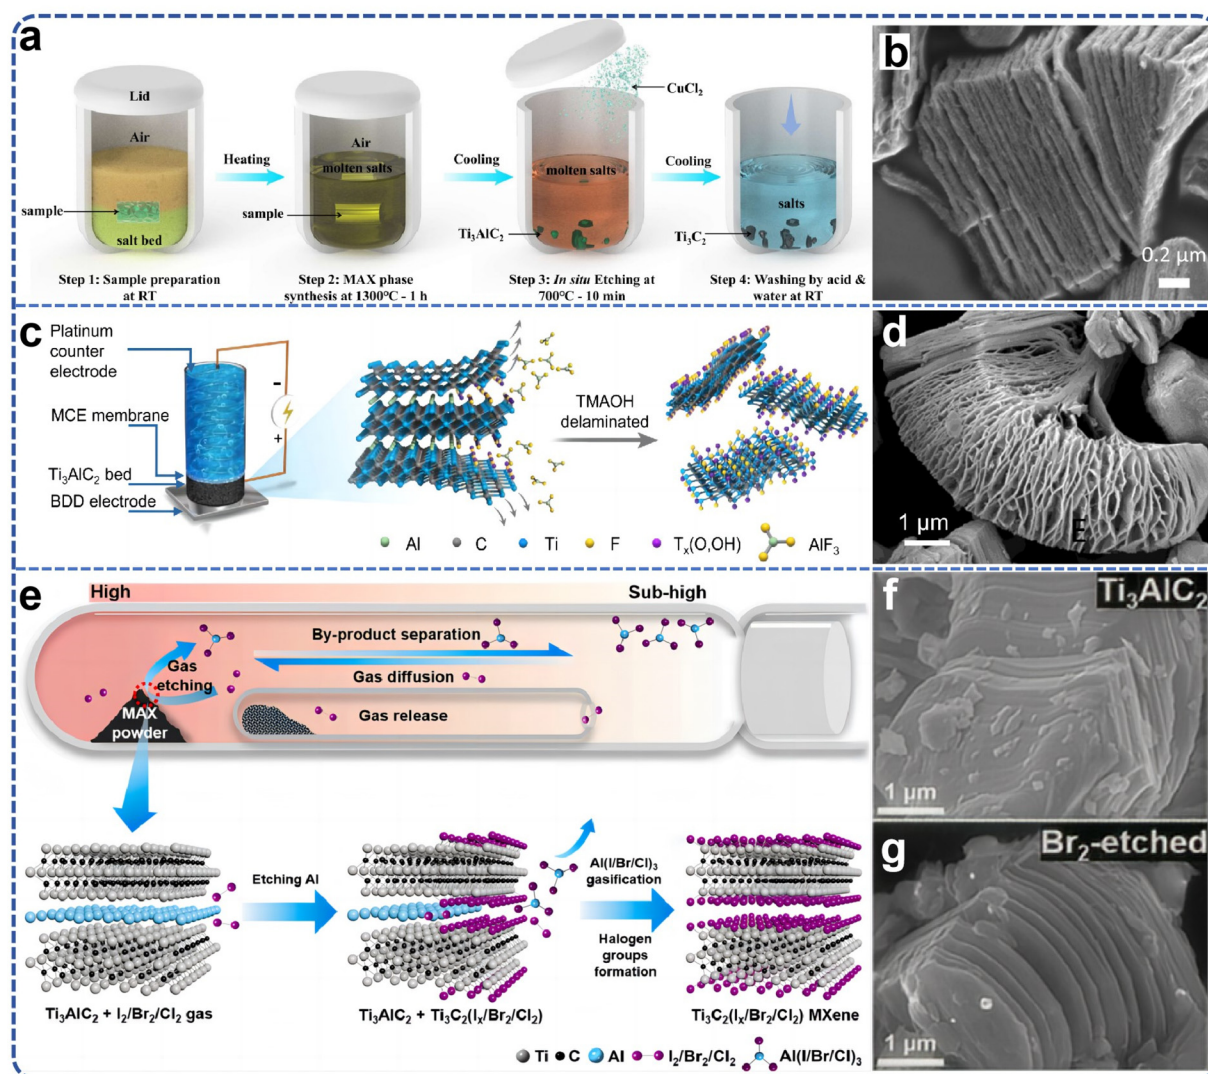 a
Lid
Air
sample
salt bed
Step 1: Sample preparation
at RT
Heating
Air
molten salts
sample
Step 2: MAX phase
synthesis at 1300°C - 1 h
Cooling
CuCl₂
molten salts
Ti₃AlC₂
Step 3: In situ Etching at
700°C - 10 min
Cooling
salts
Ti₃C₂
Step 4: Washing by acid &
water at RT
b
0.2 µm
c
Platinum
counter
electrode
MCE membrane
Ti₃AlC₂ bed
BDD electrode
-
+
TMAOH
delaminated
Al C Ti F Tₓ(O,OH) AlF₃
d
1 µm
E
e
High
Sub-high
By-product separation
Gas diffusion
Gas
etching
MAX
powder
Gas release
Ti₃AlC₂ + I₂/Br₂/Cl₂ gas
Etching Al
Ti₃AlC₂ + Ti₃C₂(Iₓ/Br₂/Cl₂)
Al(I/Br/Cl)₃
gasification
Halogen
groups
formation
Ti₃C₂(Iₓ/Br₂/Cl₂) MXene
Ti C Al I₂/Br₂/Cl₂ Al(I/Br/Cl)₃
f
Ti₃AlC₂
1 µm
g
Br₂-etched
1 µm